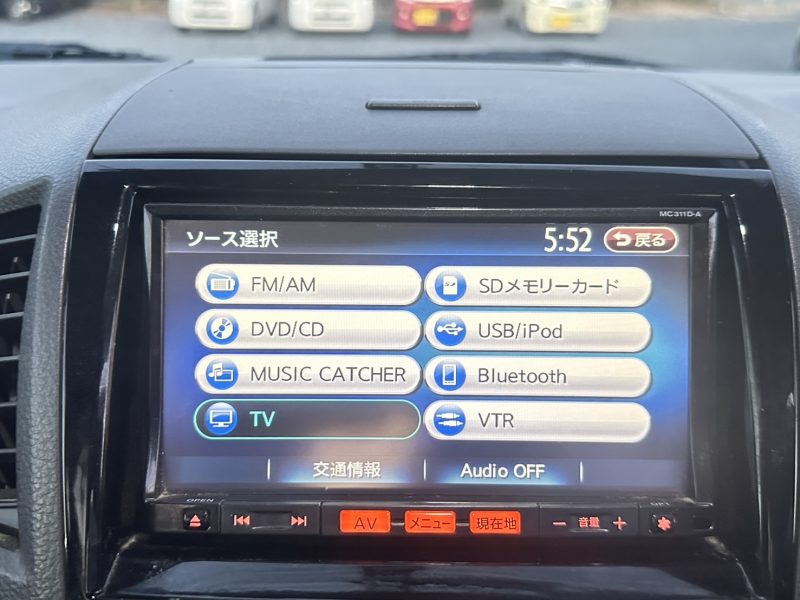 MC311D-A
ソース選択 5:52 戻る
FM/AM SDメモリーカード
DVD/CD USB/iPod
MUSIC CATCHER Bluetooth
TV VTR
交通情報 Audio OFF
OPEN
AV メニュー 現在地 音量